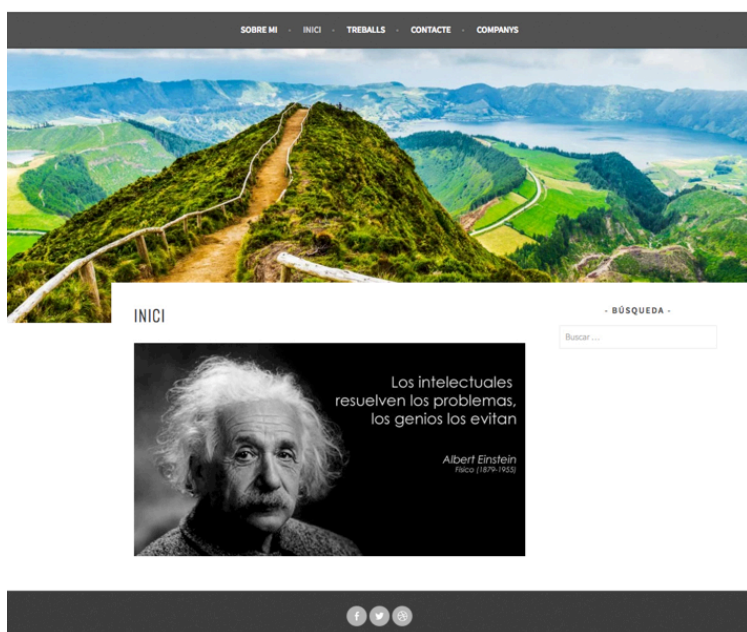 SOBRE MI - INICI - TREBALLS - CONTACTE - COMPANYS
INICI
- BÚSQUEDA -
Buscar ...
Los intelectuales
resuelven los problemas,
los genios los evitan
Albert Einstein
Físico (1879-1955)